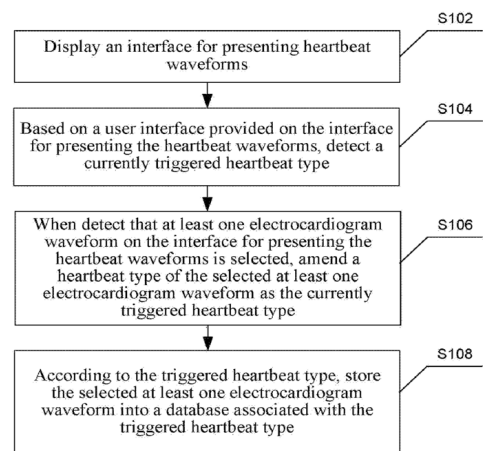 S102
Display an interface for presenting heartbeat
waveforms
S104
Based on a user interface provided on the interface
for presenting the heartbeat waveforms, detect a
currently triggered heartbeat type
S106
When detect that at least one electrocardiogram
waveform on the interface for presenting the
heartbeat waveforms is selected, amend a
heartbeat type of the selected at least one
electrocardiogram waveform as the currently
triggered heartbeat type
S108
According to the triggered heartbeat type, store
the selected at least one electrocardiogram
waveform into a database associated with the
triggered heartbeat type